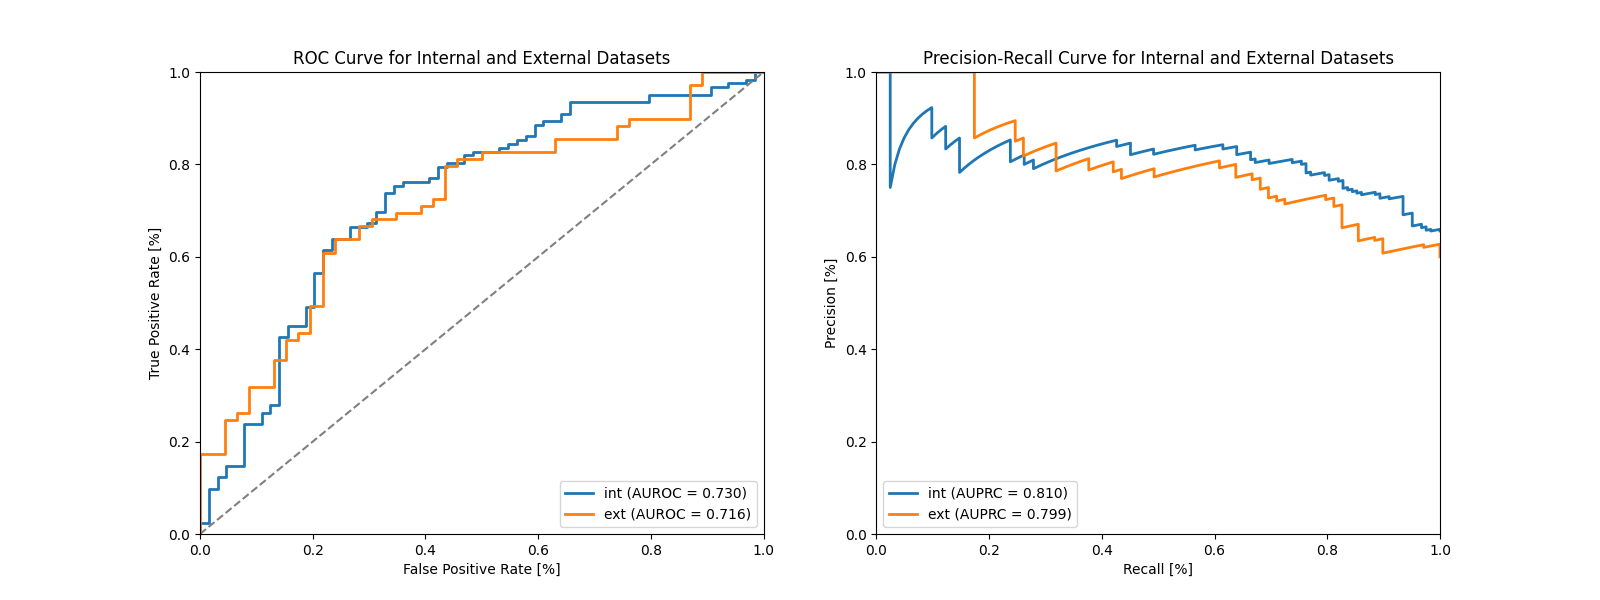 ROC Curve for Internal and External Datasets
True Positive Rate [%]
1.0
0.8
0.6
0.4
0.2
0.0
int (AUROC = 0.730)
ext (AUROC = 0.716)
0.0 0.2 0.4 0.6 0.8 1.0
False Positive Rate [%]
Precision-Recall Curve for Internal and External Datasets
Precision [%]
1.0
0.8
0.6
0.4
0.2
0.0
int (AUPRC = 0.810)
ext (AUPRC = 0.799)
0.0 0.2 0.4 0.6 0.8 1.0
Recall [%]